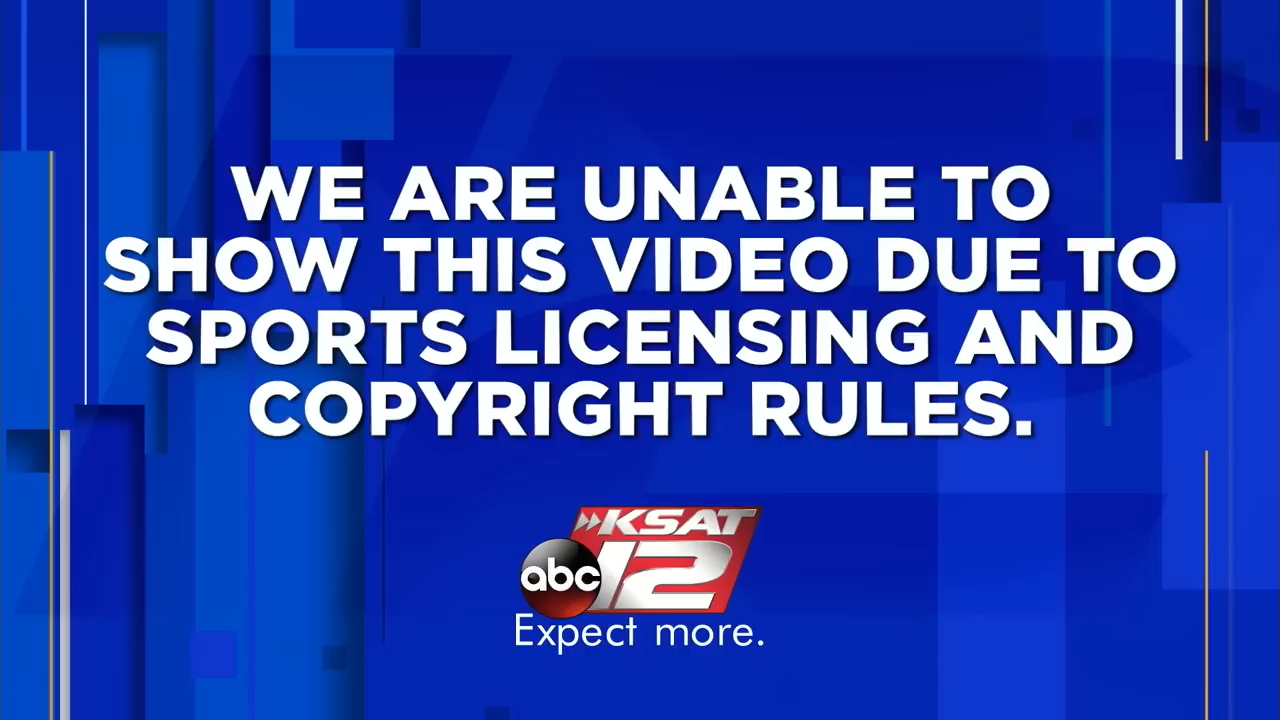 WE ARE UNABLE TO
SHOW THIS VIDEO DUE TO
SPORTS LICENSING AND
COPYRIGHT RULES.
KSAT
abc 12
Expect more.